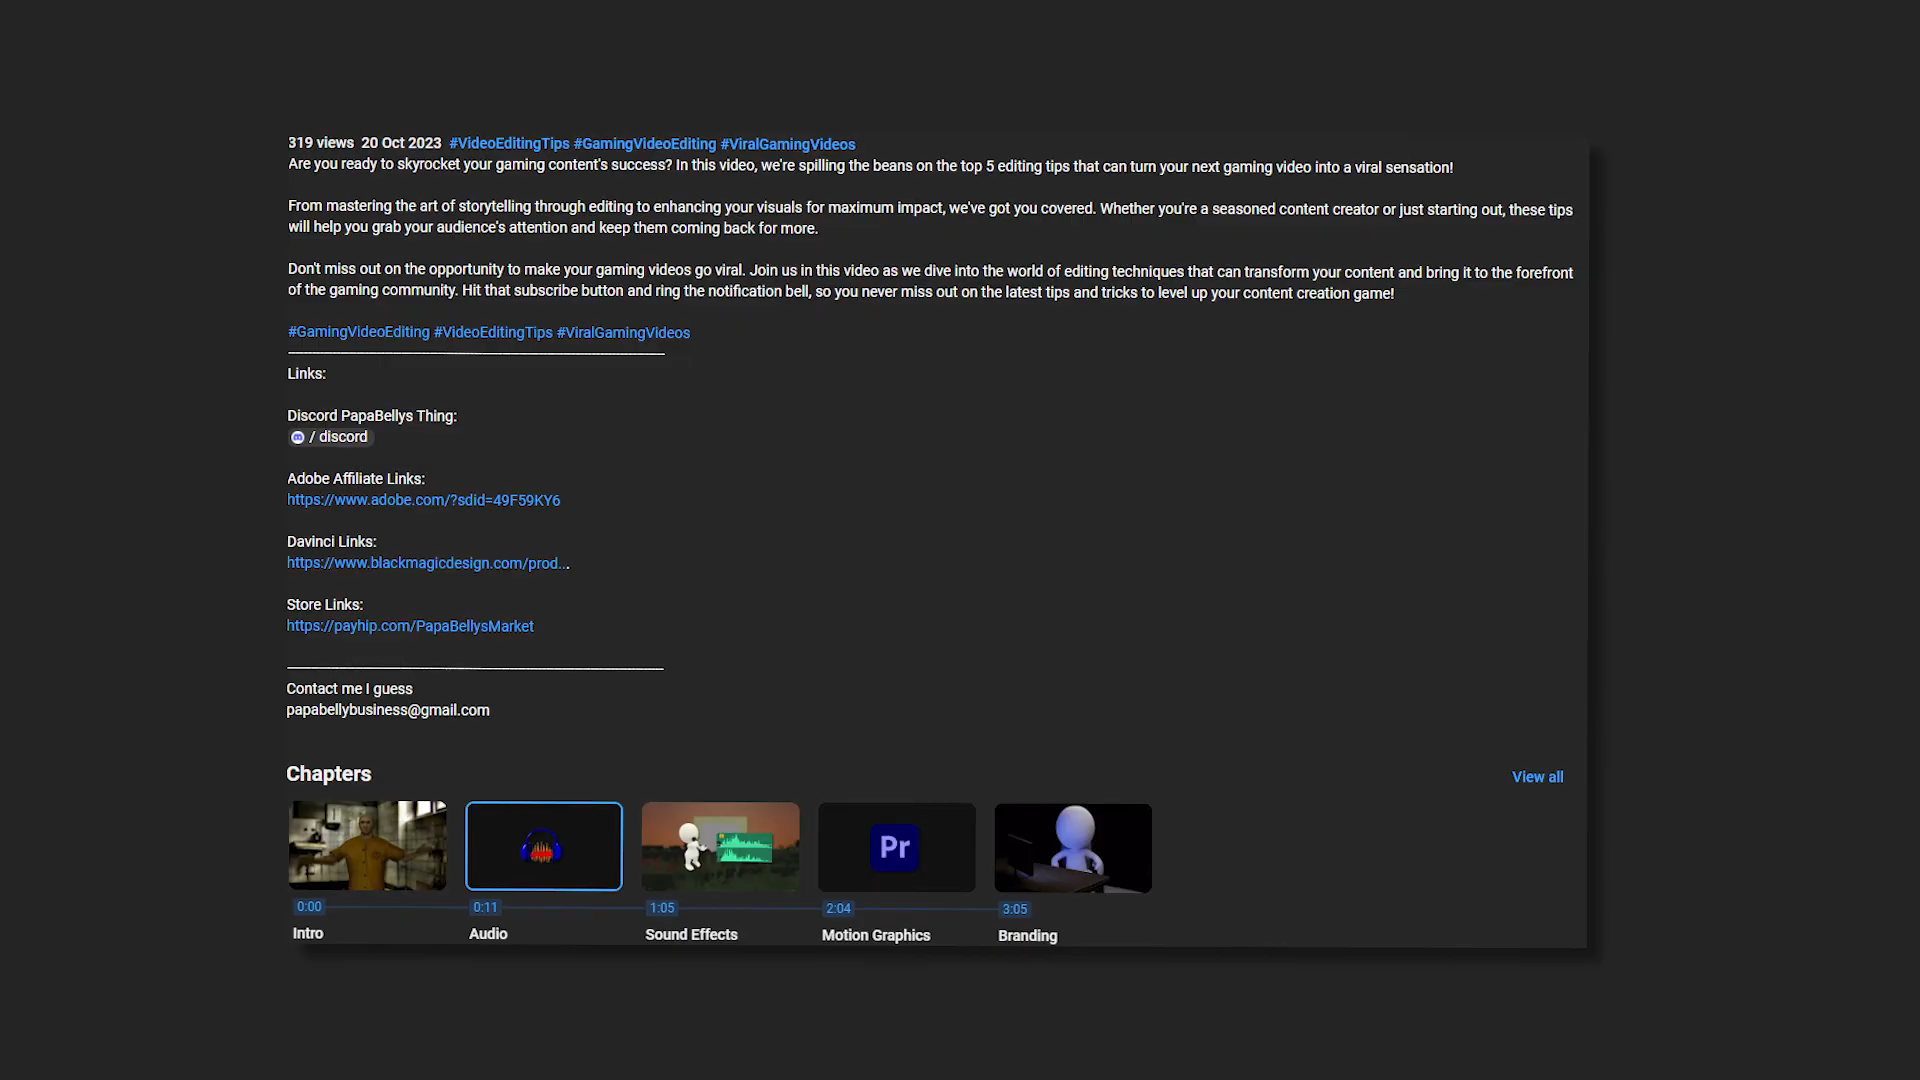 319 views 20 Oct 2023 #VideoEditingTips #GamingVideoEditing #ViralGamingVideos
Are you ready to skyrocket your gaming content's success? In this video, we're spilling the beans on the top 5 editing tips that can turn your next gaming video into a viral sensation!
From mastering the art of storytelling through editing to enhancing your visuals for maximum impact, we've got you covered. Whether you're a seasoned content creator or just starting out, these tips
will help you grab your audience's attention and keep them coming back for more.
Don't miss out on the opportunity to make your gaming videos go viral. Join us in this video as we dive into the world of editing techniques that can transform your content and bring it to the forefront
of the gaming community. Hit that subscribe button and ring the notification bell, so you never miss out on the latest tips and tricks to level up your content creation game!
#GamingVideoEditing #VideoEditingTips #ViralGamingVideos
Links:
Discord PapaBellys Thing:
/ discord
Adobe Affiliate Links:
https://www.adobe.com/?sdid=49F59KY6
Davinci Links:
https://www.blackmagicdesign.com/prod...
Store Links:
https://payhip.com/PapaBellysMarket
Contact me I guess
papabellybusiness@gmail.com
Chapters
View all
Pr
0:00 0:11 1:05 2:04 3:05
Intro Audio Sound Effects Motion Graphics Branding